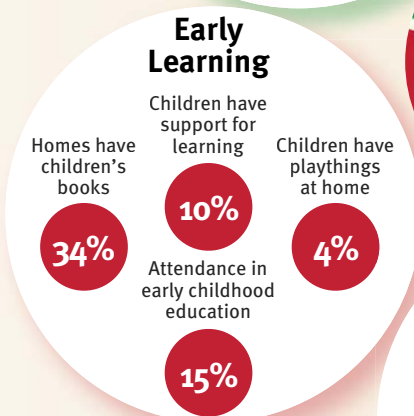 Early
Learning
Children have
support for
learning
10%
Homes have
children's
books
34%
Children have
playthings
at home
4%
Attendance in
early childhood
education
15%